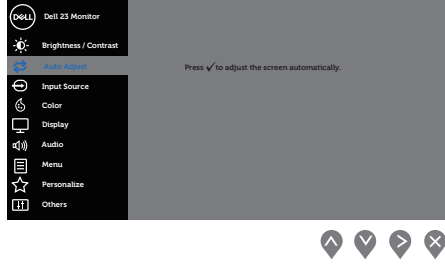 DELL
Dell 23 Monitor
Brightness / Contrast
Auto Adjust
Press ✓ to adjust the screen automatically.
Input Source
Color
Display
Audio
Menu
Personalize
Others